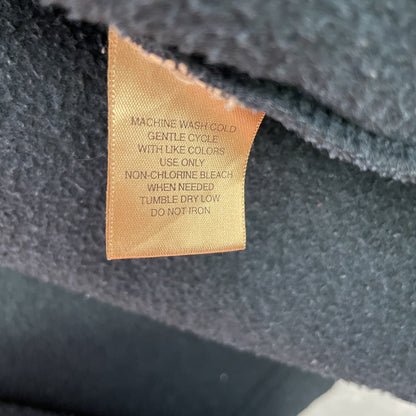 MACHINE WASH COLD
GENTLE CYCLE
WITH LIKE COLORS
USE ONLY
NON-CHLORINE BLEACH
WHEN NEEDED
TUMBLE DRY LOW
DO NOT IRON